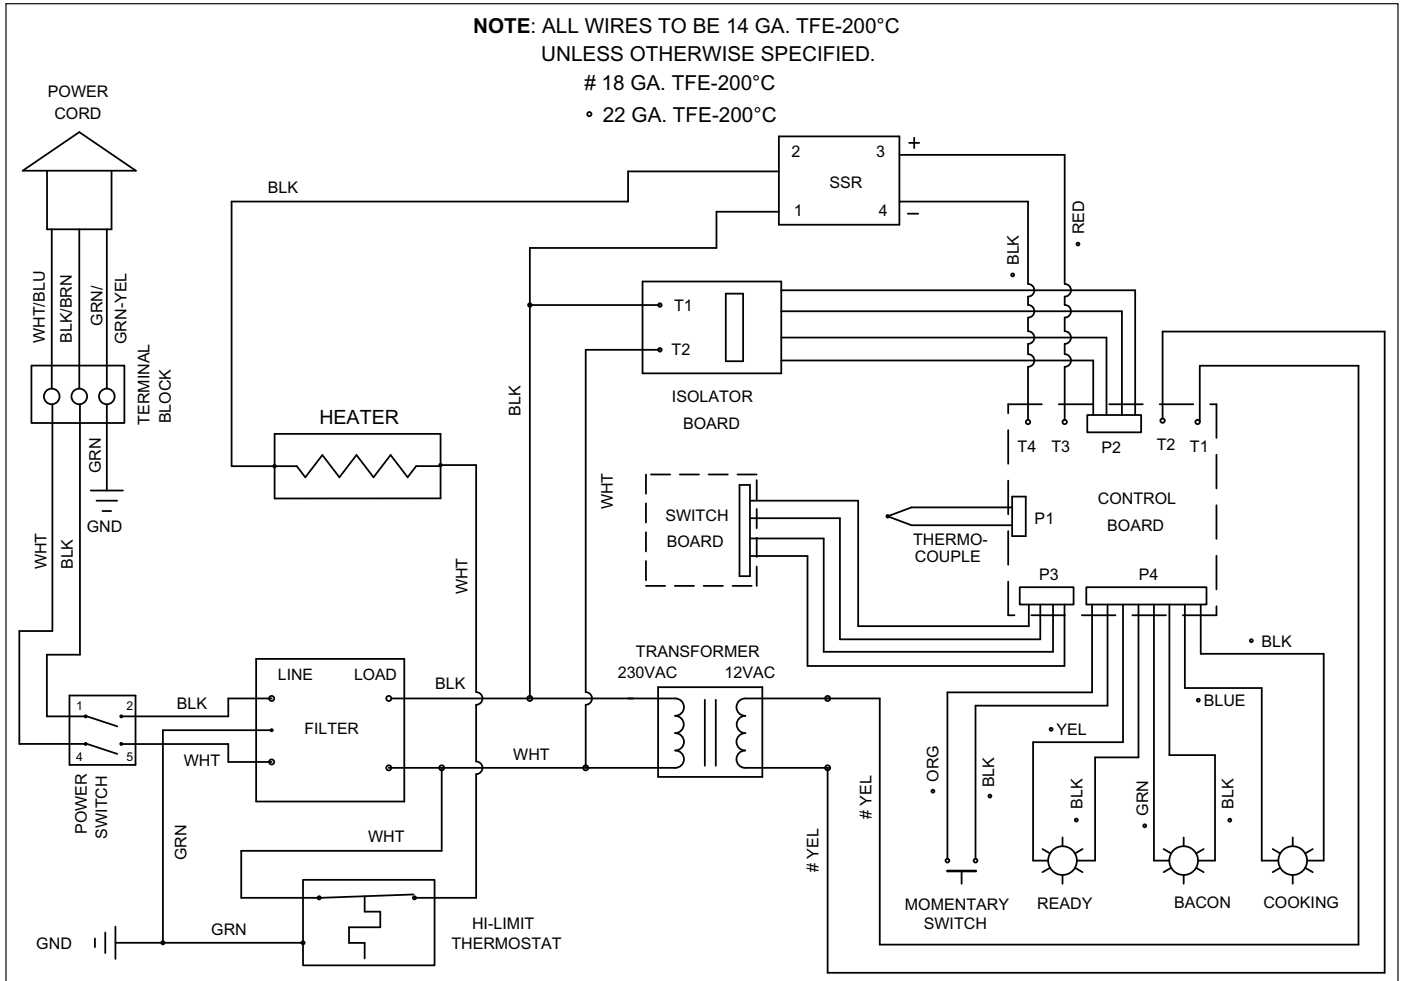 NOTE: ALL WIRES TO BE 14 GA. TFE-200°C
UNLESS OTHERWISE SPECIFIED.
# 18 GA. TFE-200°C
∘ 22 GA. TFE-200°C
POWER
CORD
WHT/BLU
BLK/BRN
GRN/
GRN-YEL
TERMINAL
BLOCK
GRN
GND
WHT
BLK
BLK
2
3
+
SSR
1
4
–
∘ BLK
∘ RED
T1
T2
ISOLATOR
BOARD
BLK
WHT
HEATER
WHT
SWITCH
BOARD
T4
T3
P2
T2
T1
CONTROL
BOARD
P1
THERMO-
COUPLE
P3
P4
TRANSFORMER
230VAC
12VAC
LINE
LOAD
FILTER
BLK
WHT
1
2
4
5
POWER
SWITCH
BLK
WHT
GRN
WHT
GND
GRN
HI-LIMIT
THERMOSTAT
# YEL
# YEL
∘ ORG
∘ BLK
∘ YEL
∘ BLK
∘ GRN
∘ BLK
∘ BLUE
∘ BLK
MOMENTARY
SWITCH
READY
BACON
COOKING